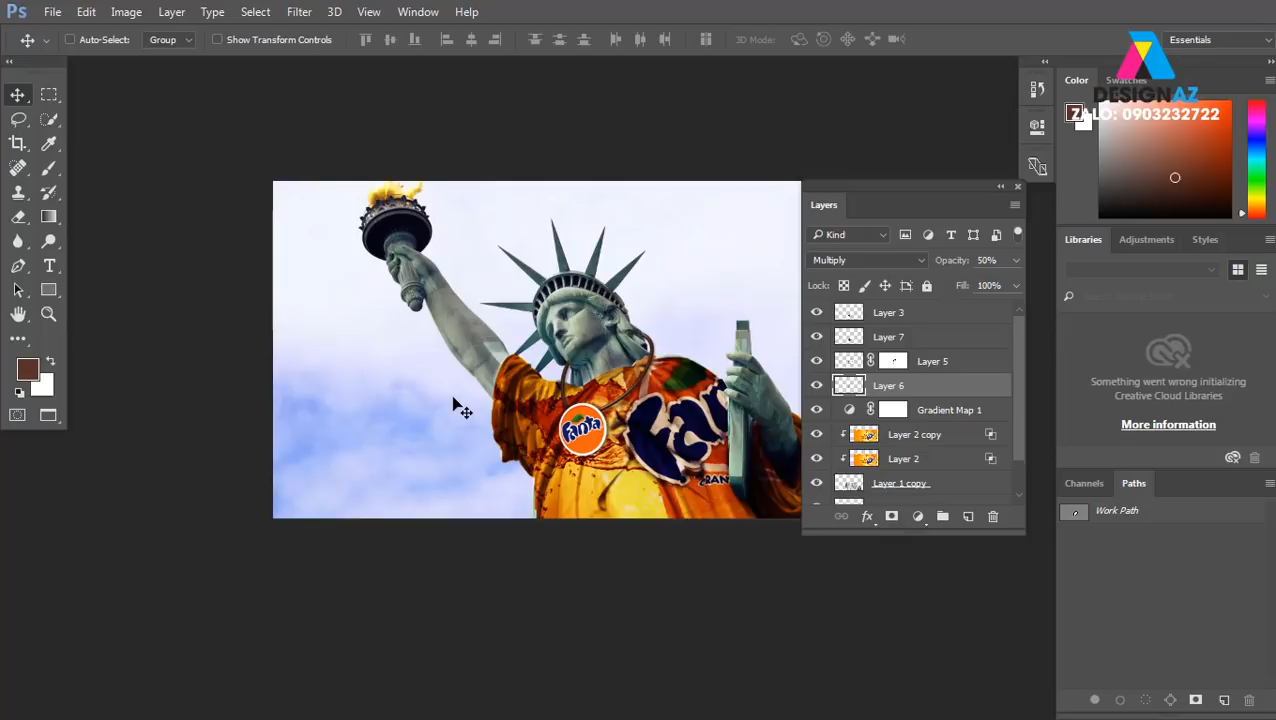 Ps File Edit Image Layer Type Select Filter 3D View Window Help
Auto-Select: Group Show Transform Controls 3D Mode: Essentials
Color Swatches
DESIGNAZ
ZALO: 0903232722
Layers
Kind
Multiply Opacity: 50%
Lock: Fill: 100%
Layer 3
Layer 7
Layer 5
Layer 6
Gradient Map 1
Layer 2 copy
Layer 2
Layer 1 copy
fx
Fanta
Libraries Adjustments Styles
Something went wrong initializing
Creative Cloud Libraries
More Information
Channels Paths
Work Path